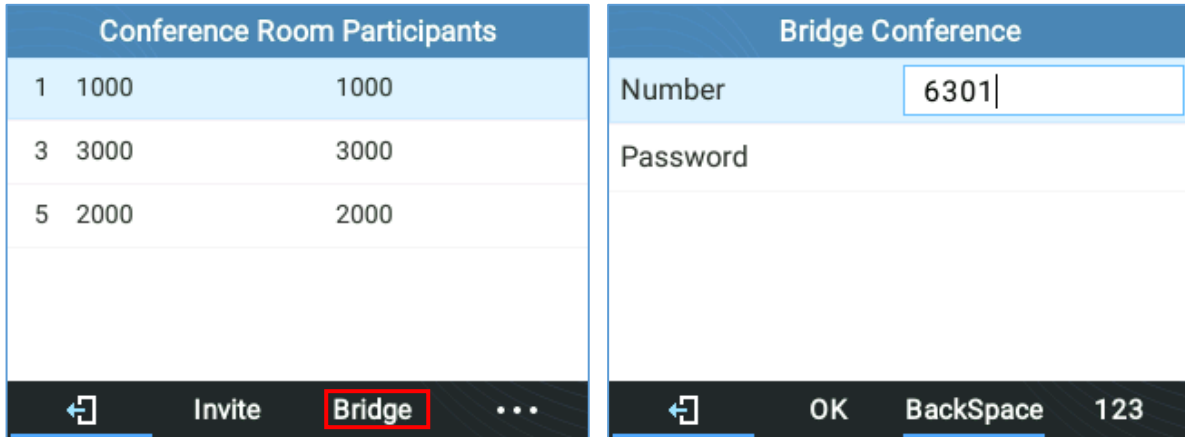 Conference Room Participants
1 1000 1000
3 3000 3000
5 2000 2000
Invite Bridge ...
Bridge Conference
Number 6301
Password
OK BackSpace 123